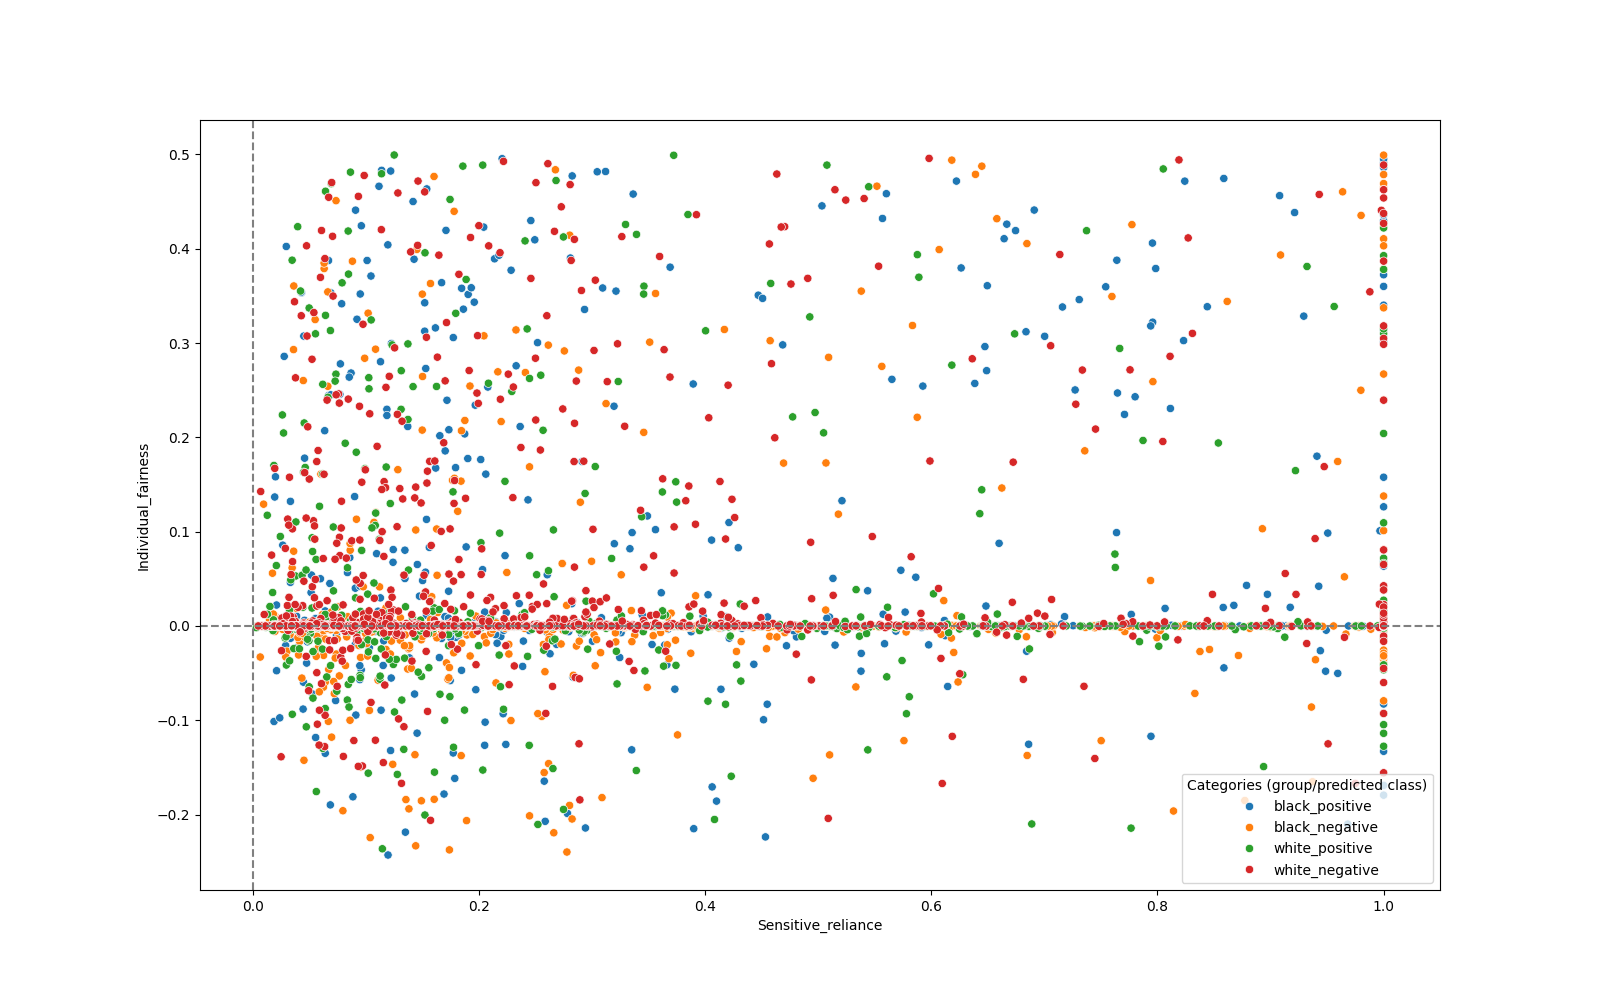 0.5
0.4
0.3
0.2
0.1
0.0
−0.1
−0.2
Individual_fairness
0.0 0.2 0.4 0.6 0.8 1.0
Sensitive_reliance
Categories (group/predicted class)
black_positive
black_negative
white_positive
white_negative